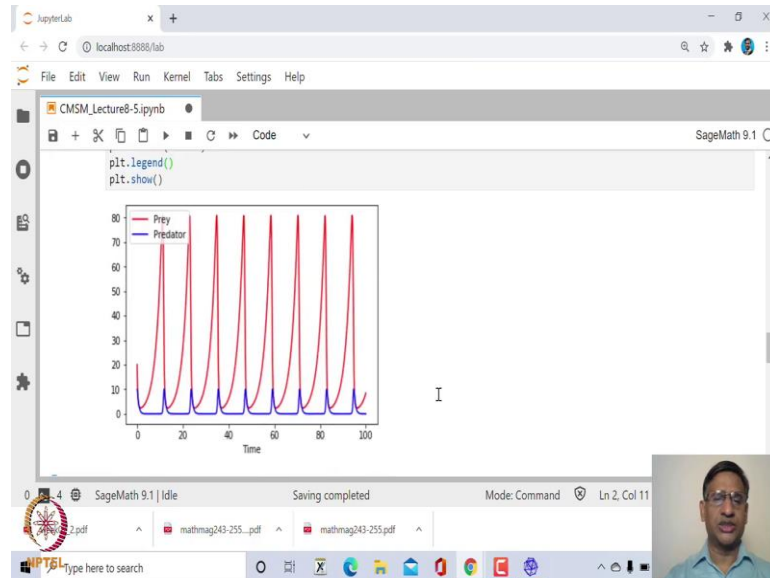 JupyterLab
localhost:8888/lab
File Edit View Run Kernel Tabs Settings Help
CMSM_Lecture8-5.ipynb
Code
SageMath 9.1
plt.legend()
plt.show()
Prey
Predator
80
70
60
50
40
30
20
10
0
0 20 40 60 80 100
Time
0 4 SageMath 9.1 | Idle Saving completed Mode: Command Ln 2, Col 11
2.pdf mathmag243-255....pdf mathmag243-255.pdf
NPTEL
Type here to search